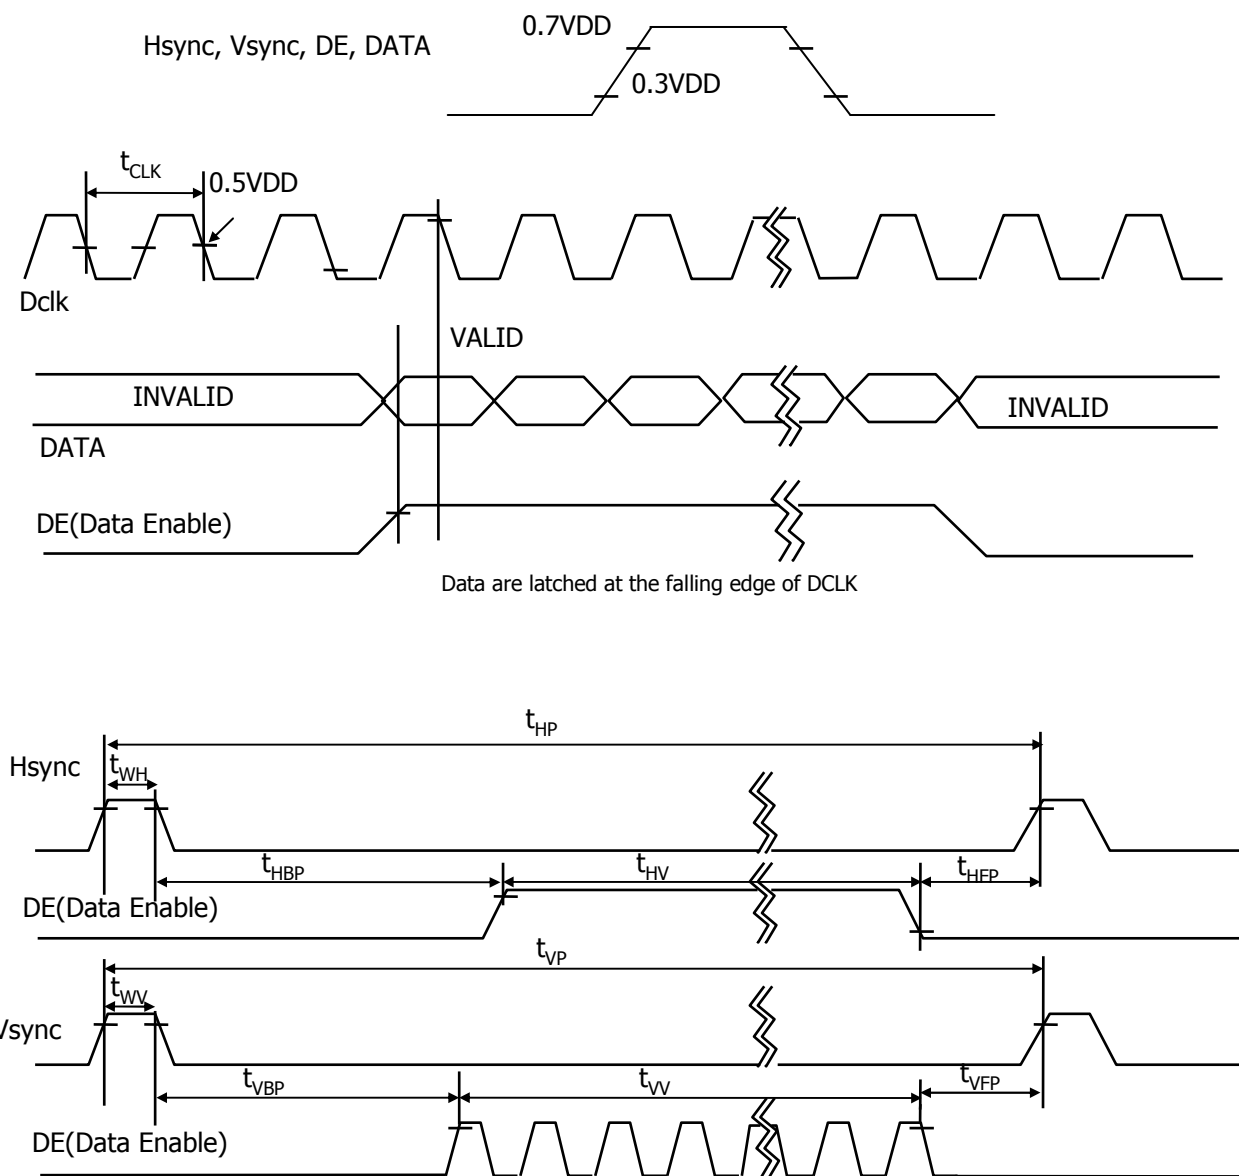 0.7VDD
Hsync, Vsync, DE, DATA
0.3VDD
tCLK
0.5VDD
Dclk
VALID
INVALID
INVALID
DATA
DE(Data Enable)
Data are latched at the falling edge of DCLK
tHP
Hsync
tWH
tHBP
tHV
tHFP
DE(Data Enable)
tVP
tWV
Vsync
tVBP
tVV
tVFP
DE(Data Enable)